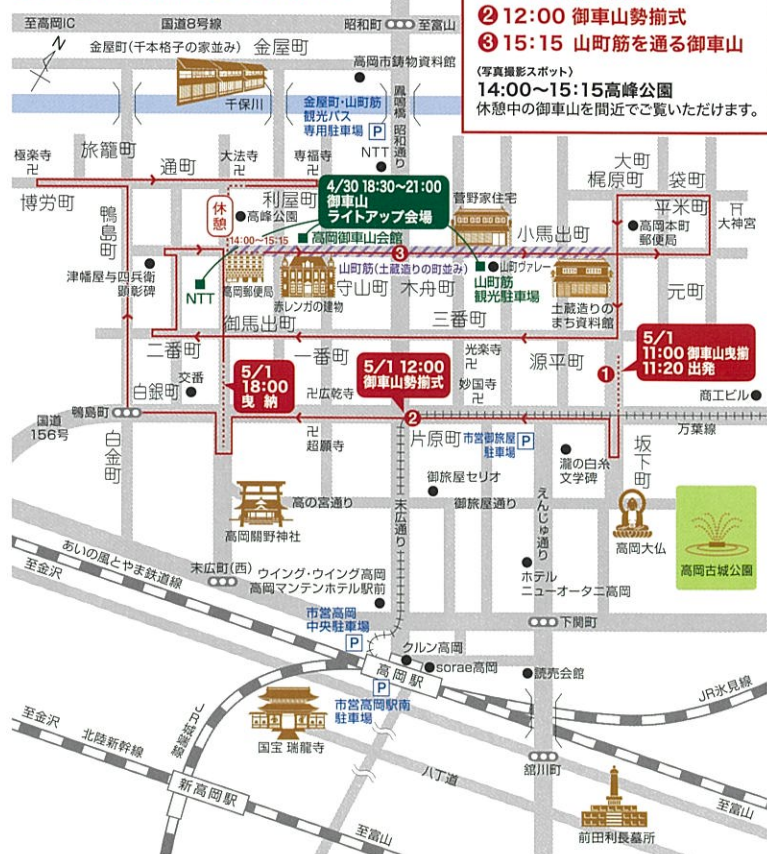 ❷12:00 御車山勢揃式
❸15:15 山町筋を通る御車山
〈写真撮影スポット〉
14:00〜15:15高峰公園
休憩中の御車山を間近でご覧いただけます。
至高岡IC
国道8号線
昭和町
至富山
N
金屋町(千本格子の家並み)
金屋町
高岡市鋳物資料館
千保川
金屋町・山町筋
観光バス
専用駐車場
P
鳳鳴橋
昭和通り
NTT
極楽寺
卍
旅籠町
通町
大法寺
卍
専福寺
卍
大町
梶原町
袋町
博労町
鴨島町
休憩
利屋町
高峰公園
14:00〜15:15
4/30 18:30〜21:00
御車山
ライトアップ会場
菅野家住宅
小馬出町
平米町
高岡本町
郵便局
大神宮
高岡御車山会館
❸
津幡屋与四兵衛
顕彰碑
NTT
高岡郵便局
山町筋(土蔵造りの町並み)
赤レンガの建物
守山町
木舟町
山町ヴァレー
山町筋
観光駐車場
土蔵造りの
まち資料館
元町
御馬出町
三番町
二番町
一番町
光楽寺
卍
源平町
5/1
11:00 御車山曳揃
11:20 出発
❶
交番
白銀町
5/1
18:00
曳納
5/1 12:00
御車山勢揃式
卍広乾寺
妙国寺
卍
商工ビル
鴨島町
❷
万葉線
国道
156号
白金町
卍
超願寺
片原町
市営御旅屋
駐車場
P
瀧の白糸
文学碑
坂下町
御旅屋セリオ
高の宮通り
御旅屋通り
高岡關野神社
末広通り
えんじゅ通り
高岡大仏
高岡古城公園
あいの風とやま鉄道線
至金沢
末広町(西)
ウイング・ウイング高岡
高岡マンテンホテル駅前
ホテル
ニューオータニ高岡
市営高岡
中央駐車場
P
下関町
クルン高岡
sorae高岡
高岡駅
読売会館
P
市営高岡駅南
駐車場
JR氷見線
JR城端線
国宝 瑞龍寺
至金沢
北陸新幹線
新高岡駅
八丁道
舘川町
至富山
至富山
前田利長墓所